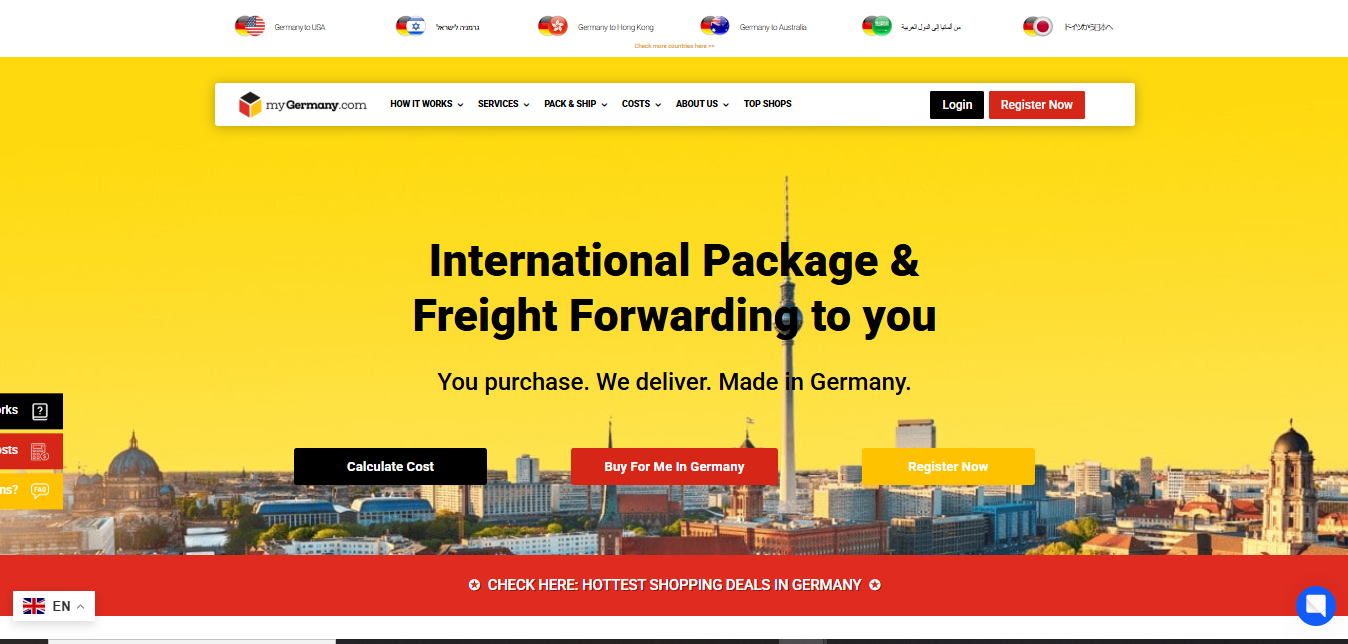 Germany to USA
גרמניה לישראל
Germany to Hong Kong
Germany to Australia
من ألمانيا إلى الدول العربية
ドイツから日本へ
Check more countries here >>
myGermany.com
HOW IT WORKS
SERVICES
PACK & SHIP
COSTS
ABOUT US
TOP SHOPS
Login
Register Now
International Package &
Freight Forwarding to you
You purchase. We deliver. Made in Germany.
orks
osts
ns?
FAQ
Calculate Cost
Buy For Me In Germany
Register Now
✪ CHECK HERE: HOTTEST SHOPPING DEALS IN GERMANY ✪
EN